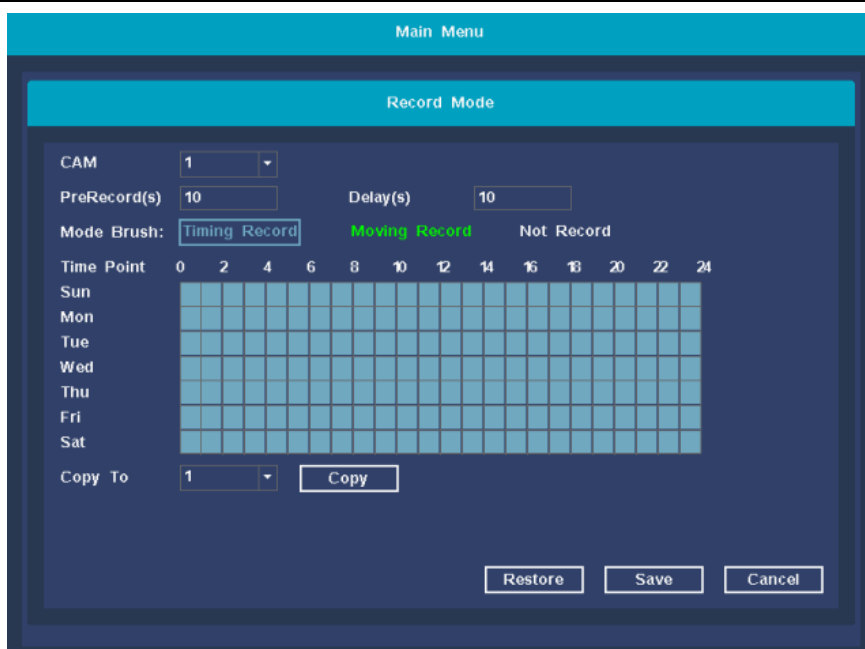 Main Menu
Record Mode
CAM 1
PreRecord(s) 10 Delay(s) 10
Mode Brush: Timing Record Moving Record Not Record
Time Point 0 2 4 6 8 10 12 14 16 18 20 22 24
Sun
Mon
Tue
Wed
Thu
Fri
Sat
Copy To 1 Copy
Restore Save Cancel